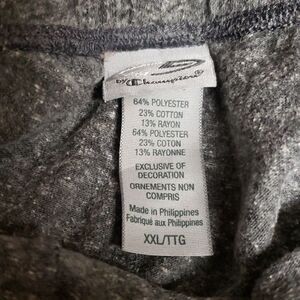 by Champion®
64% POLYESTER
23% COTTON
13% RAYON
64% POLYESTER
23% COTON
13% RAYONNE
EXCLUSIVE OF
DECORATION
ORNEMENTS NON
COMPRIS
Made in Philippines
Fabriqué aux Philippines
XXL/TTG